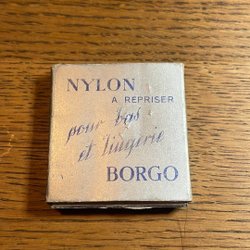 NYLON
A REPRISER
pour bas
et lingerie
BORGO